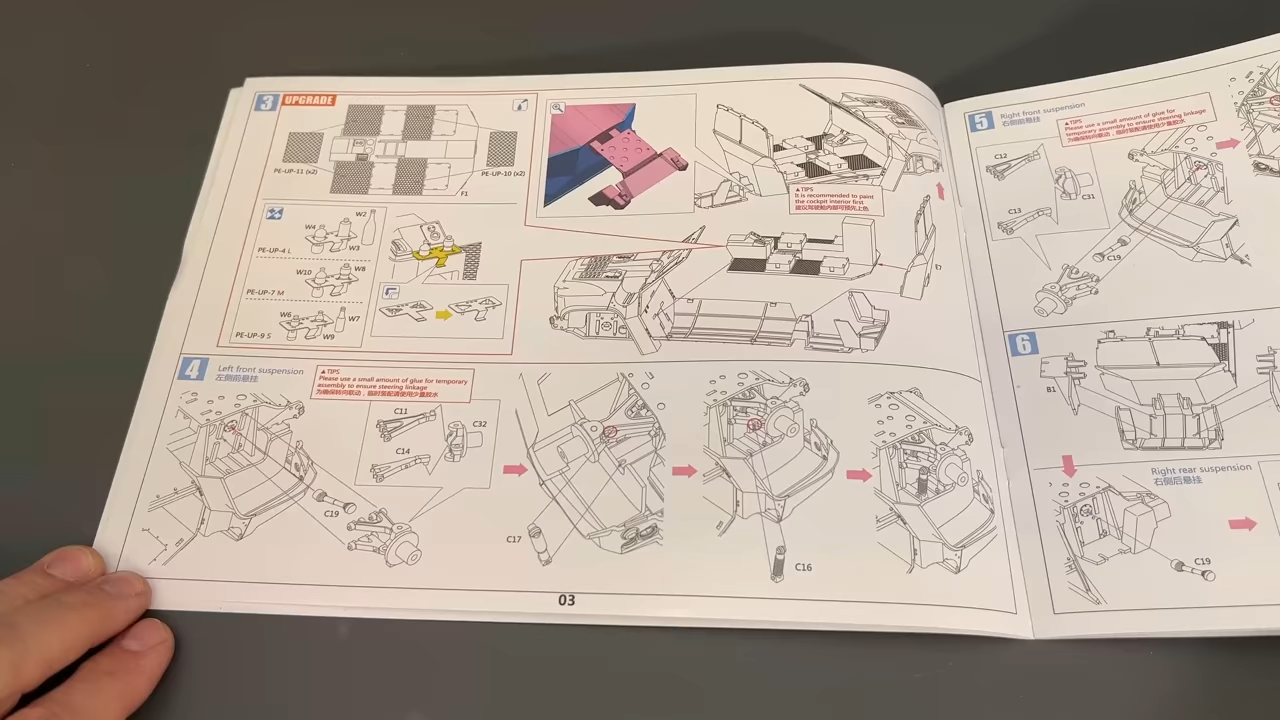 3 UPGRADE
PE-UP-11 (x2)
PE-UP-10 (x2)
F1
W2
W4
W3
PE-UP-4 L
W10
W8
PE-UP-7 M
W6
W7
W9
PE-UP-9 S
▲TIPS
It is recommended to paint
the cockpit interior first
建议驾驶舱内部可预先上色
4
Left front suspension
左侧前悬挂
▲TIPS
Please use a small amount of glue for temporary
assembly to ensure steering linkage
为确保转向联动，临时装配请使用少量胶水
C11
C14
C32
C19
C17
C16
03
5
Right front suspension
右侧前悬挂
▲TIPS
Please use a small amount of glue for
temporary assembly to ensure steering linkage
为确保转向联动，临时装配请使用少量胶水
C12
C13
C31
C19
6
B1
Right rear suspension
右侧后悬挂
C19